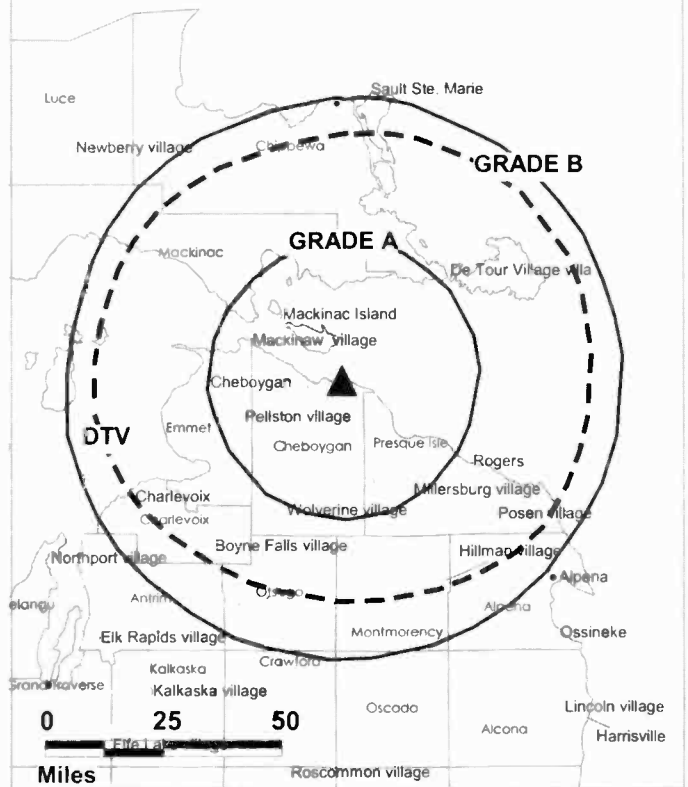 Sault Ste. Marie
Luce
Newberry village
Chippewa
GRADE B
GRADE A
Mackinac
De Tour Village villa
Mackinac Island
Mackinaw village
Cheboygan
Pellston village
DTV
Emmet
Cheboygan
Presque Isle
Rogers
Millersburg village
Charlevoix
Wolverine village
Posen village
Charlevoix
Boyne Falls village
Hillman village
Northport village
Alpena
Otsego
Antrim
elanau
Alpena
Elk Rapids village
Montmorency
Ossineke
Crawford
Kalkaska
Grand Traverse
Kalkaska village
Oscoda
Lincoln village
0 25 50
Alcona
Harrisville
Miles
Roscommon village